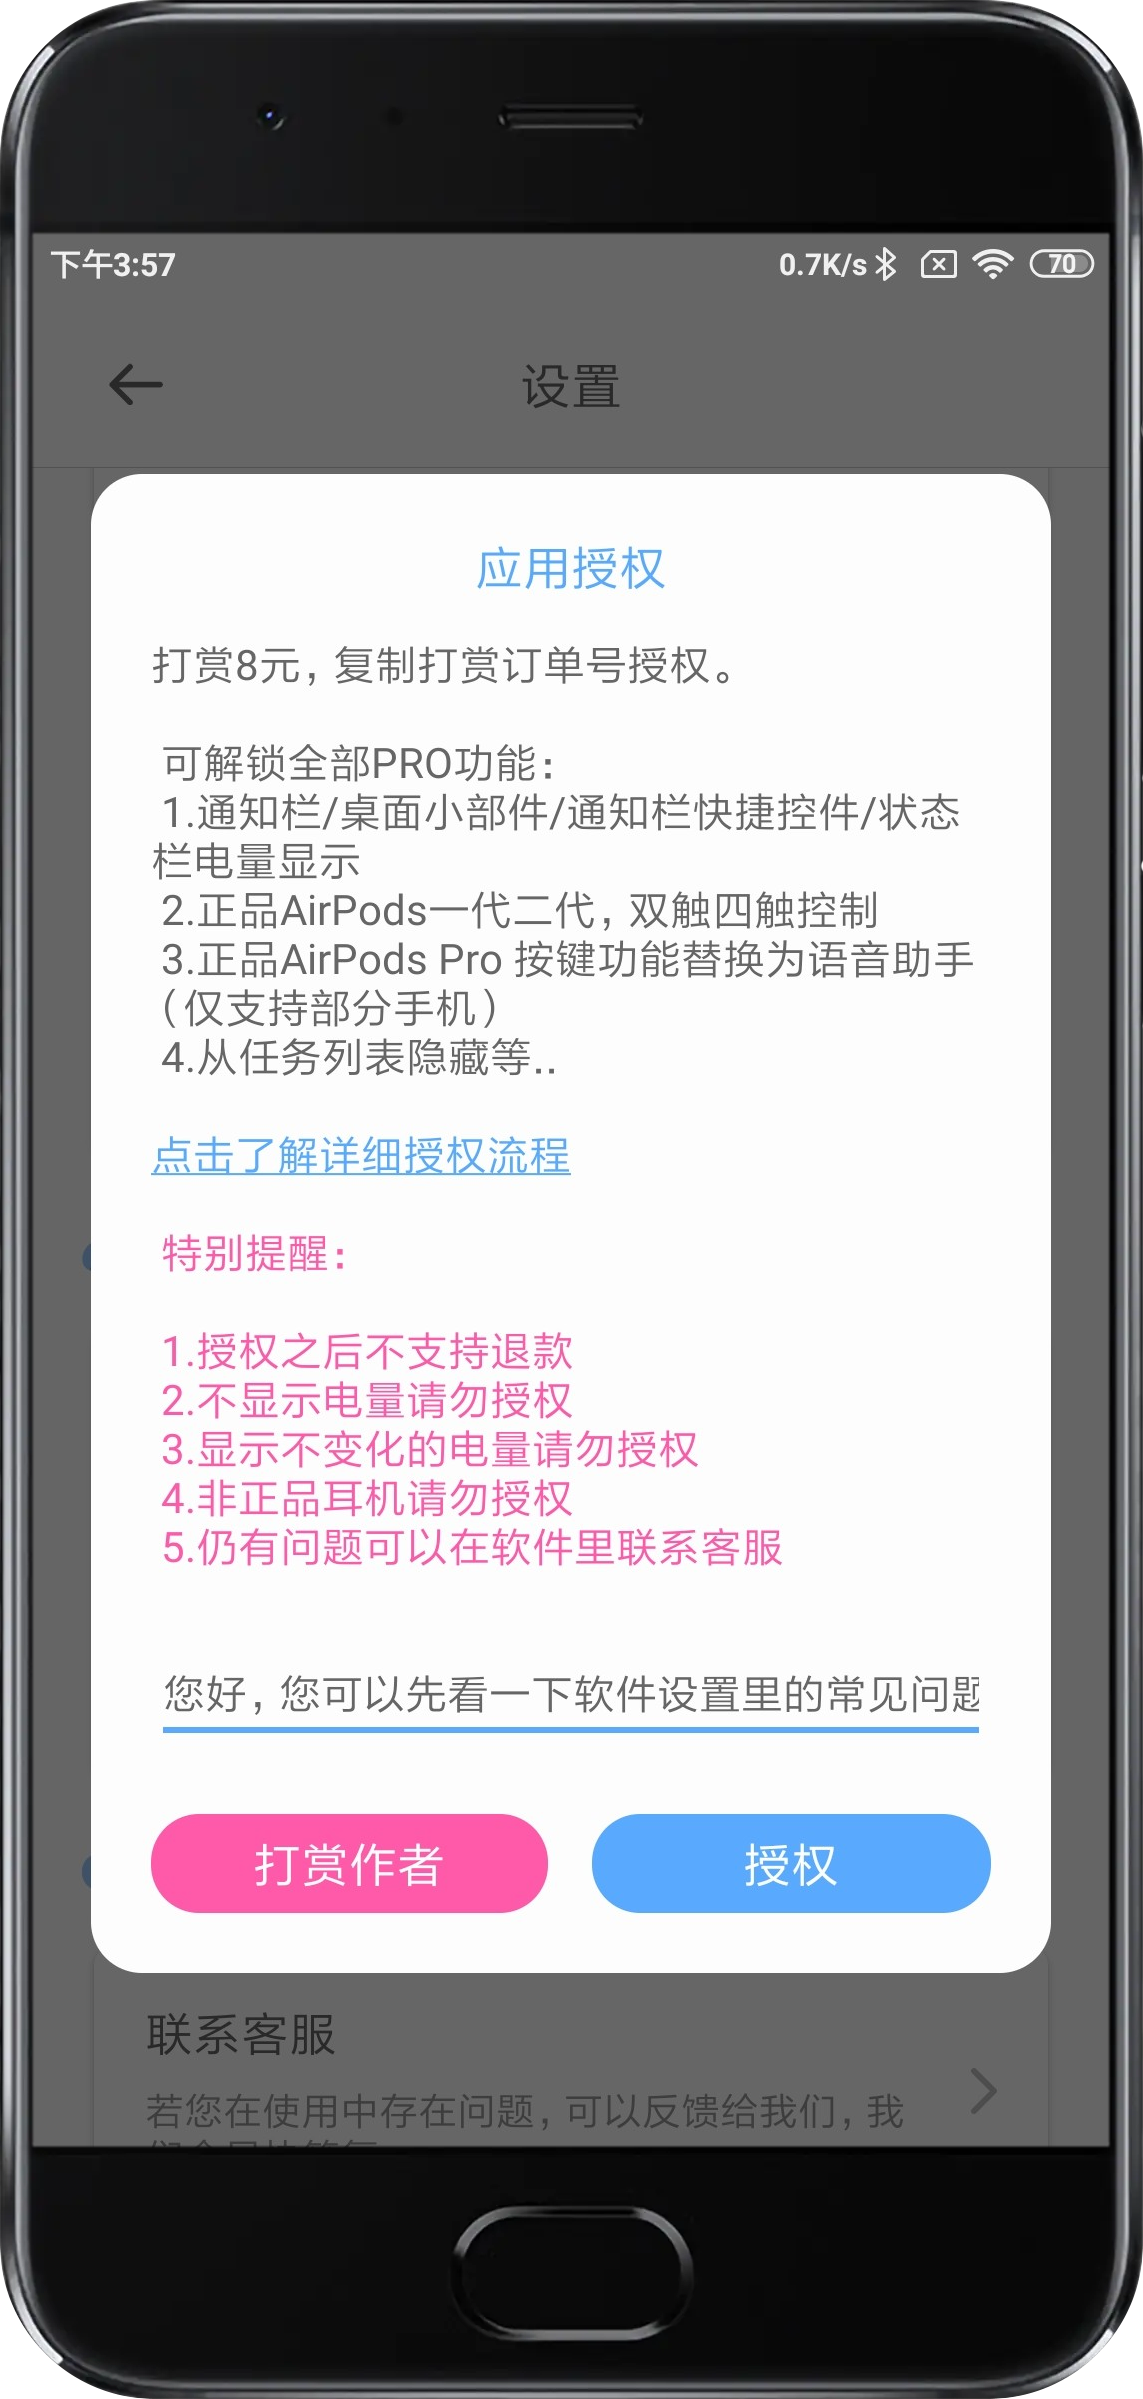 下午3:57
0.7K/s
70
设置
应用授权
打赏8元，复制打赏订单号授权。
可解锁全部PRO功能：
1.通知栏/桌面小部件/通知栏快捷控件/状态
栏电量显示
2.正品AirPods一代二代，双触四触控制
3.正品AirPods Pro 按键功能替换为语音助手
（仅支持部分手机）
4.从任务列表隐藏等..
点击了解详细授权流程
特别提醒：
1.授权之后不支持退款
2.不显示电量请勿授权
3.显示不变化的电量请勿授权
4.非正品耳机请勿授权
5.仍有问题可以在软件里联系客服
您好，您可以先看一下软件设置里的常见问题
打赏作者
授权
联系客服
若您在使用中存在问题，可以反馈给我们，我